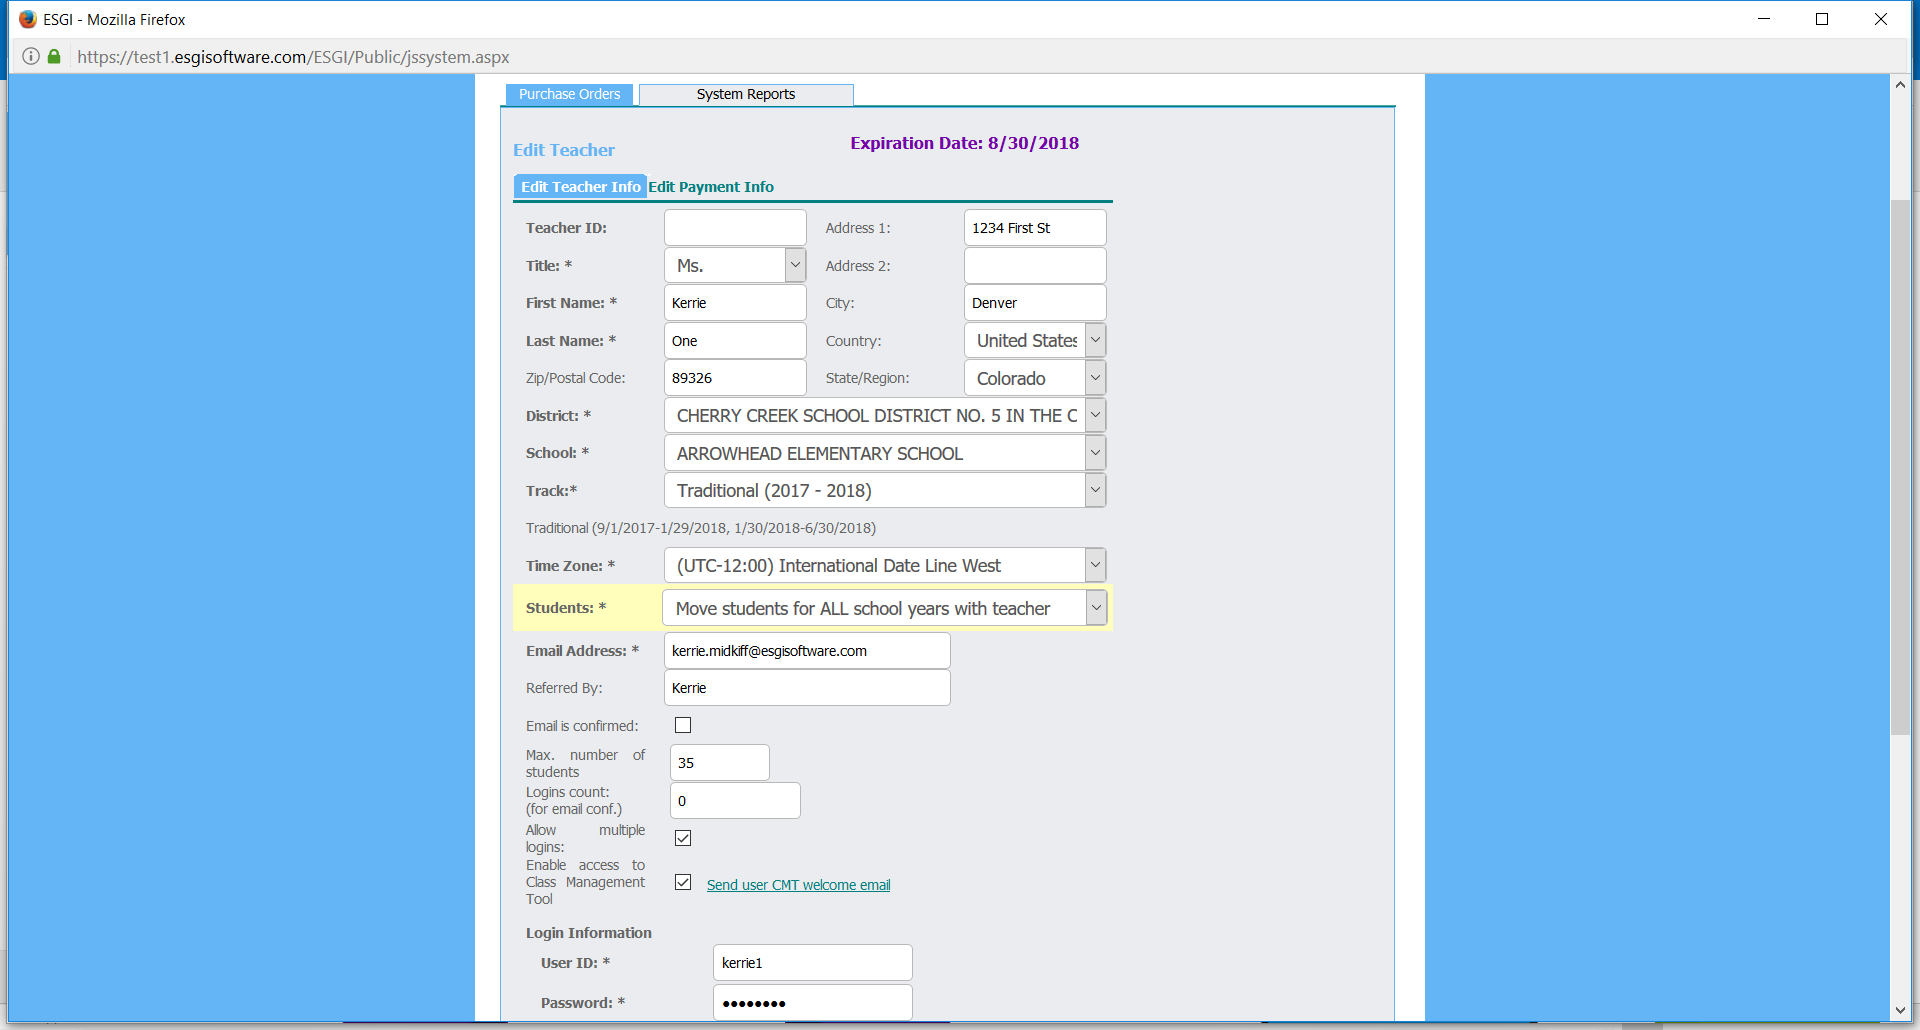 ESGI - Mozilla Firefox
https://test1.esgisoftware.com/ESGI/Public/jssystem.aspx
Purchase Orders System Reports
Expiration Date: 8/30/2018
Edit Teacher
Edit Teacher Info Edit Payment Info
Teacher ID: Address 1: 1234 First St
Title: * Ms. Address 2:
First Name: * Kerrie City: Denver
Last Name: * One Country: United States
Zip/Postal Code: 89326 State/Region: Colorado
District: * CHERRY CREEK SCHOOL DISTRICT NO. 5 IN THE C
School: * ARROWHEAD ELEMENTARY SCHOOL
Track:* Traditional (2017 - 2018)
Traditional (9/1/2017-1/29/2018, 1/30/2018-6/30/2018)
Time Zone: * (UTC-12:00) International Date Line West
Students: * Move students for ALL school years with teacher
Email Address: * kerrie.midkiff@esgisoftware.com
Referred By: Kerrie
Email is confirmed:
Max. number of
students 35
Logins count:
(for email conf.) 0
Allow multiple
logins:
Enable access to
Class Management
Tool Send user CMT welcome email
Login Information
User ID: * kerrie1
Password: * ●●●●●●●●